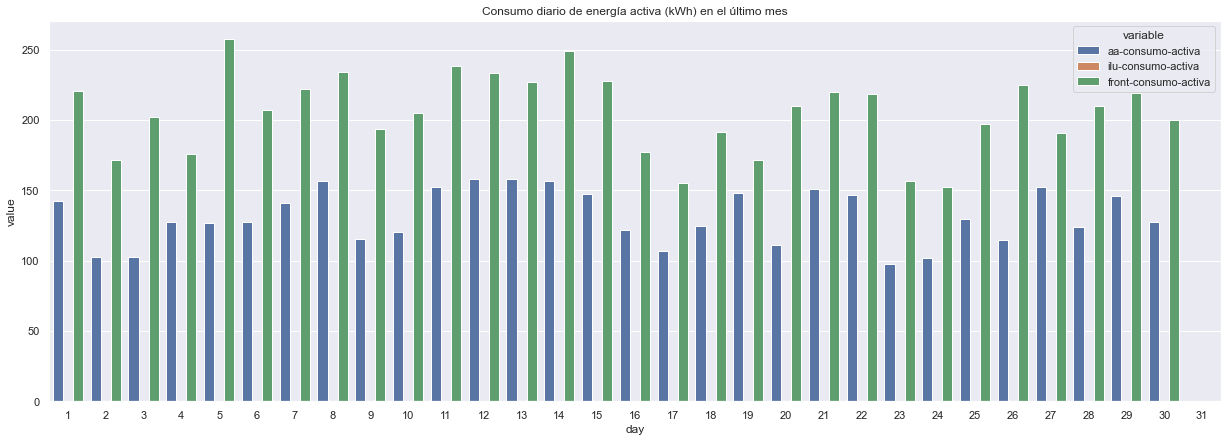 Consumo diario de energía activa (kWh) en el último mes
variable
aa-consumo-activa
ilu-consumo-activa
front-consumo-activa
value
250
200
150
100
50
0
1 2 3 4 5 6 7 8 9 10 11 12 13 14 15 16 17 18 19 20 21 22 23 24 25 26 27 28 29 30 31
day